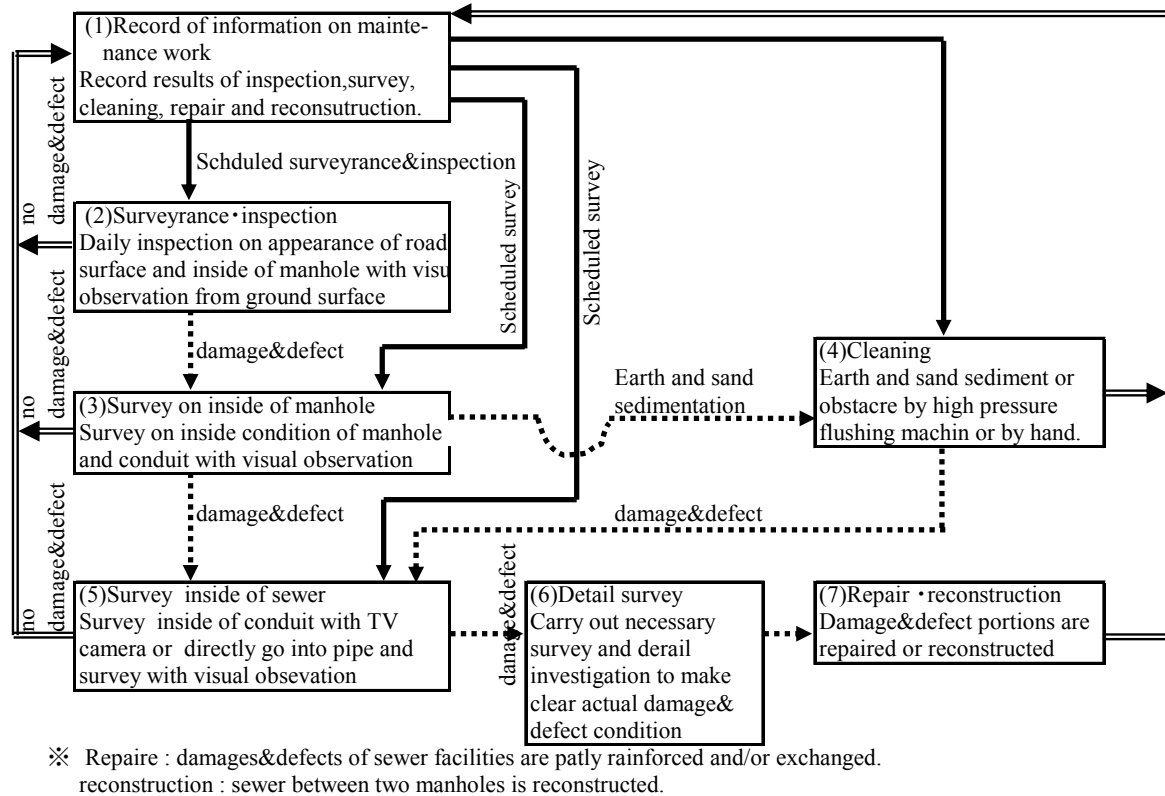 (1)Record of information on mainte-
nance work
Record results of inspection,survey,
cleaning, repair and reconsutruction.
no
damage&defect
Schduled surveyrance&inspection
Scheduled survey
Scheduled survey
(2)Surveyrance・inspection
Daily inspection on appearance of road
surface and inside of manhole with visu
observation from ground surface
no
damage&defect
damage&defect
(3)Survey on inside of manhole
Survey on inside condition of manhole
and conduit with visual observation
Earth and sand
sedimentation
(4)Cleaning
Earth and sand sediment or
obstacre by high pressure
flushing machin or by hand.
damage&defect
damage&defect
no
damage&defect
(5)Survey inside of sewer
Survey inside of conduit with TV
camera or directly go into pipe and
survey with visual obsevation
danage&defect
(6)Detail survey
Carry out necessary
survey and derail
investigation to make
clear actual damage&
defect condition
(7)Repair・reconstruction
Damage&defect portions are
repaired or reconstructed
※ Repaire : damages&defects of sewer facilities are patly rainforced and/or exchanged.
reconstruction : sewer between two manholes is reconstructed.